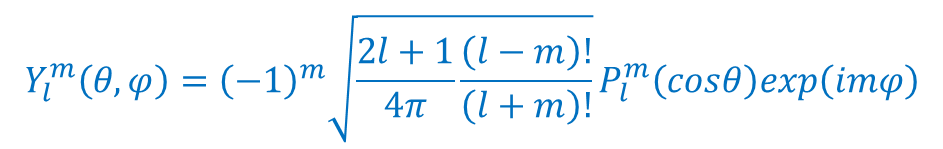 Y_l^m(θ, φ) = (−1)^m √((2l + 1)/(4π) (l − m)!/(l + m)!) P_l^m(cosθ)exp(imφ)